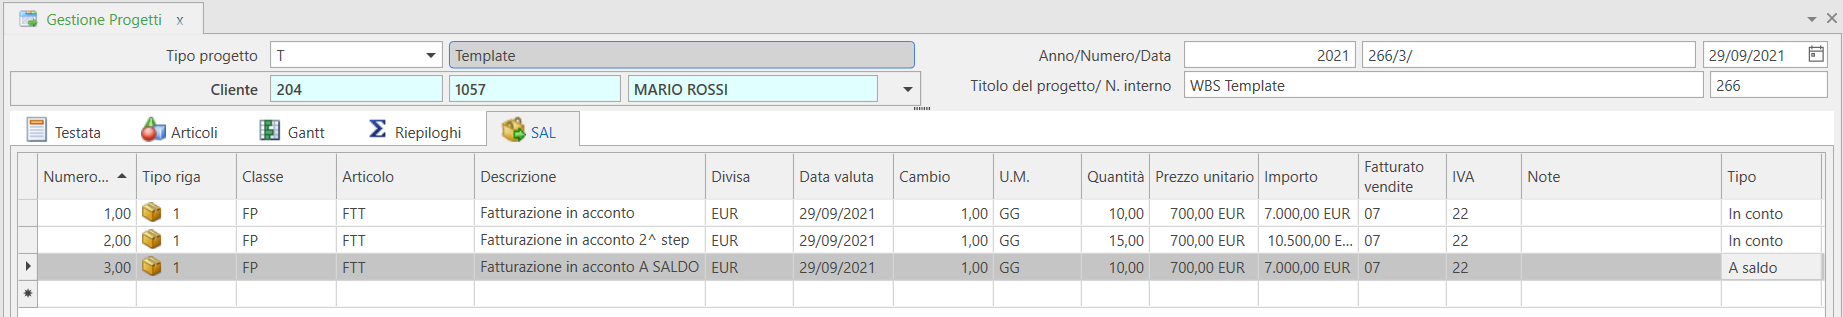 Gestione Progetti x
Tipo progetto T Template Anno/Numero/Data 2021 266/3/ 29/09/2021
Cliente 204 1057 MARIO ROSSI Titolo del progetto/ N. interno WBS Template 266
Testata Articoli Gantt Riepiloghi SAL
Numero... Tipo riga Classe Articolo Descrizione Divisa Data valuta Cambio U.M. Quantità Prezzo unitario Importo Fatturato vendite IVA Note Tipo
1,00 1 FP FTT Fatturazione in acconto EUR 29/09/2021 1,00 GG 10,00 700,00 EUR 7.000,00 EUR 07 22 In conto
2,00 1 FP FTT Fatturazione in acconto 2^ step EUR 29/09/2021 1,00 GG 15,00 700,00 EUR 10.500,00 E... 07 22 In conto
3,00 1 FP FTT Fatturazione in acconto A SALDO EUR 29/09/2021 1,00 GG 10,00 700,00 EUR 7.000,00 EUR 07 22 A saldo